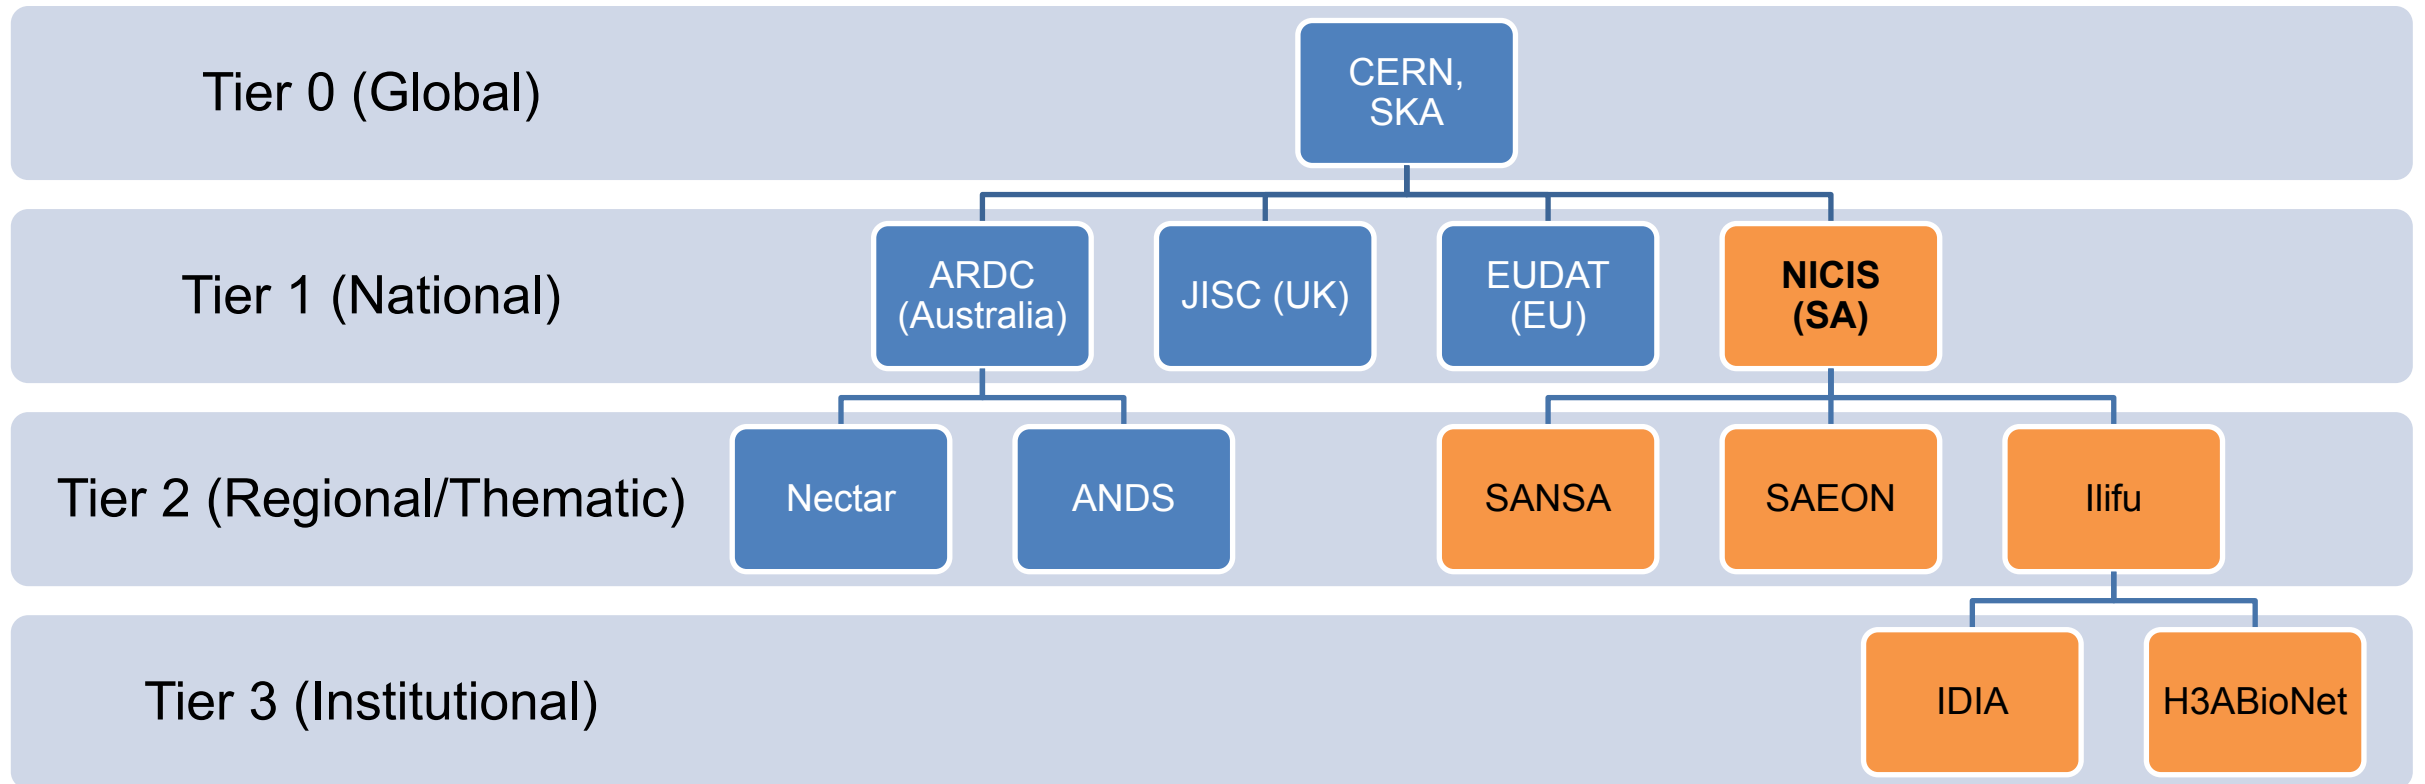 Tier 0 (Global)
CERN,
SKA
Tier 1 (National)
ARDC
(Australia)
JISC (UK)
EUDAT
(EU)
NICIS
(SA)
Tier 2 (Regional/Thematic)
Nectar
ANDS
SANSA
SAEON
Ilifu
Tier 3 (Institutional)
IDIA
H3ABioNet